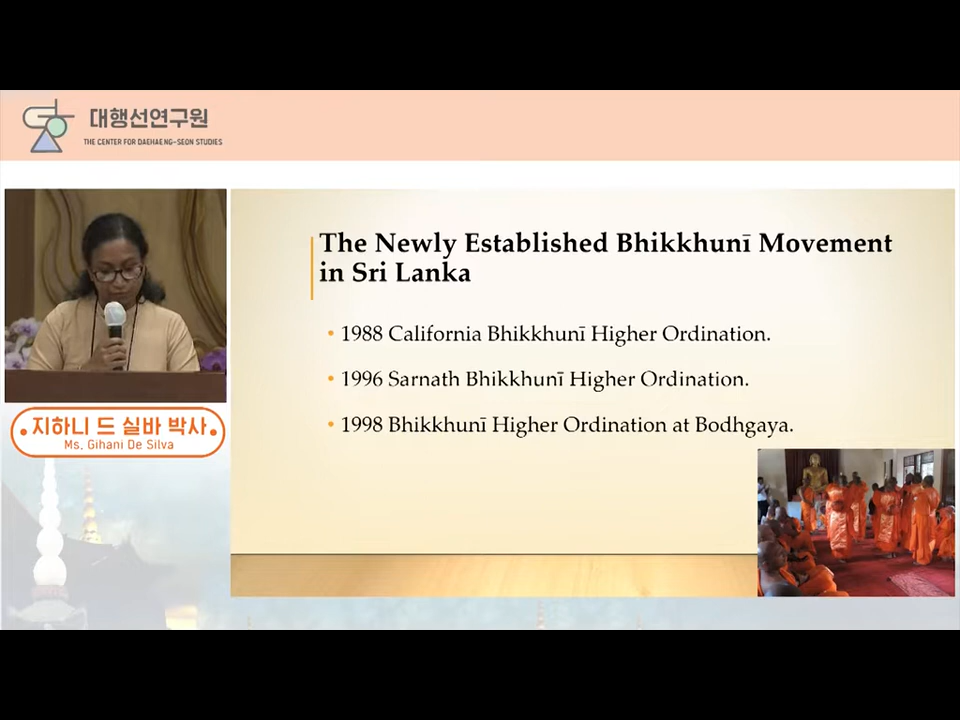 대행선연구원
THE CENTER FOR DAEHAENG-SEON STUDIES
The Newly Established Bhikkhunī Movement
in Sri Lanka
• 1988 California Bhikkhunī Higher Ordination.
• 1996 Sarnath Bhikkhunī Higher Ordination.
• 1998 Bhikkhunī Higher Ordination at Bodhgaya.
지하니 드 실바 박사
Ms. Gihani De Silva